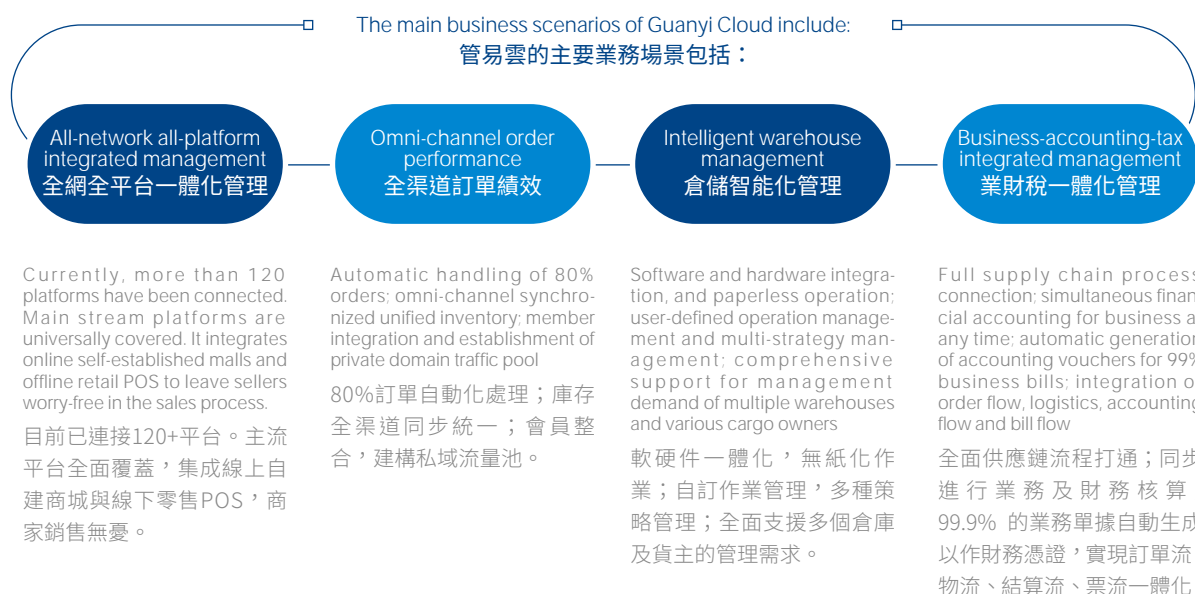 The main business scenarios of Guanyi Cloud include:
管易雲的主要業務場景包括：
All-network all-platform
integrated management
全網全平台一體化管理
Omni-channel order
performance
全渠道訂單績效
Intelligent warehouse
management
倉儲智能化管理
Business-accounting-tax
integrated management
業財稅一體化管理
Currently, more than 120
platforms have been connected.
Main stream platforms are
universally covered. It integrates
online self-established malls and
offline retail POS to leave sellers
worry-free in the sales process.
目前已連接120+平台。主流
平台全面覆蓋，集成線上自
建商城與線下零售POS，商
家銷售無憂。
Automatic handling of 80%
orders; omni-channel synchro-
nized unified inventory; member
integration and establishment of
private domain traffic pool
80%訂單自動化處理；庫存
全渠道同步統一；會員整
合，建構私域流量池。
Software and hardware integra-
tion, and paperless operation;
user-defined operation manage-
ment and multi-strategy man-
agement; comprehensive
support for management
demand of multiple warehouses
and various cargo owners
軟硬件一體化，無紙化作
業；自訂作業管理，多種策
略管理；全面支援多個倉庫
及貨主的管理需求。
Full supply chain process
connection; simultaneous finan
cial accounting for business a
any time; automatic generation
of accounting vouchers for 99%
business bills; integration o
order flow, logistics, accounting
flow and bill flow
全面供應鏈流程打通；同步
進行業務及財務核算
99.9% 的業務單據自動生成
以作財務憑證，實現訂單流
物流、結算流、票流一體化